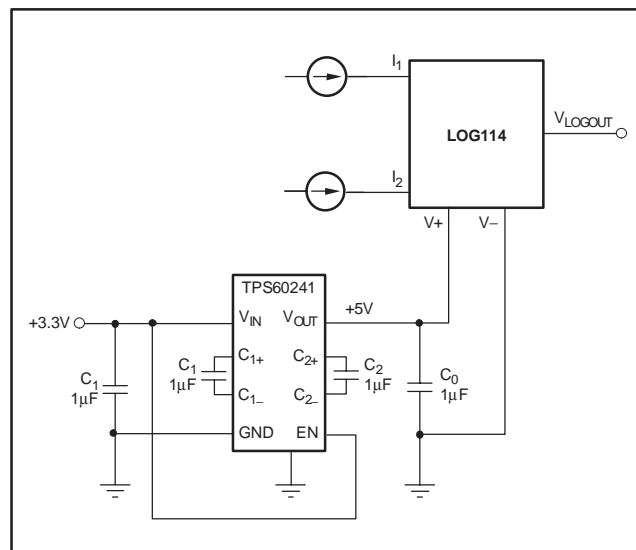 I1
LOG114
VLOGOUT
I2
V+
V−
TPS60241
+3.3V
VIN
VOUT
+5V
C1
1µF
C1
1µF
C1+
C1−
C2+
C2−
C2
1µF
C0
1µF
GND
EN